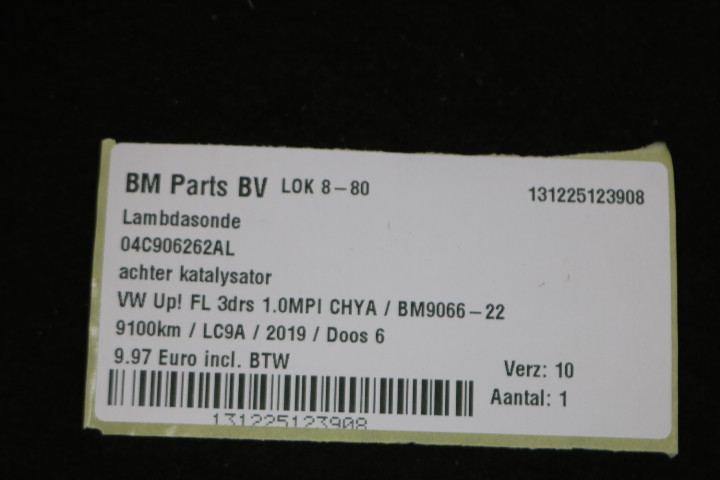 BM Parts BV LOK 8-80 131225123908
Lambdasonde
04C906262AL
achter katalysator
VW Up! FL 3drs 1.0MPI CHYA / BM9066-22
9100km / LC9A / 2019 / Doos 6
9.97 Euro incl. BTW Verz: 10
Aantal: 1
131225123908